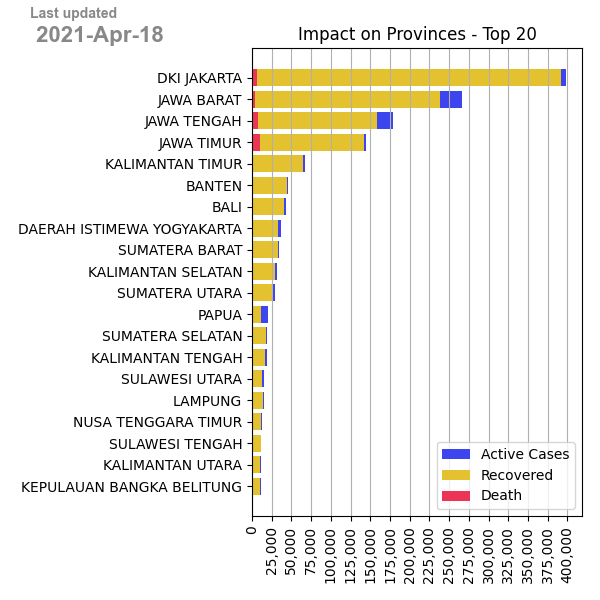 Last updated
2021-Apr-18
Impact on Provinces - Top 20
DKI JAKARTA
JAWA BARAT
JAWA TENGAH
JAWA TIMUR
KALIMANTAN TIMUR
BANTEN
BALI
DAERAH ISTIMEWA YOGYAKARTA
SUMATERA BARAT
KALIMANTAN SELATAN
SUMATERA UTARA
PAPUA
SUMATERA SELATAN
KALIMANTAN TENGAH
SULAWESI UTARA
LAMPUNG
NUSA TENGGARA TIMUR
SULAWESI TENGAH
KALIMANTAN UTARA
KEPULAUAN BANGKA BELITUNG
Active Cases
Recovered
Death
0
25,000
50,000
75,000
100,000
125,000
150,000
175,000
200,000
225,000
250,000
275,000
300,000
325,000
350,000
375,000
400,000